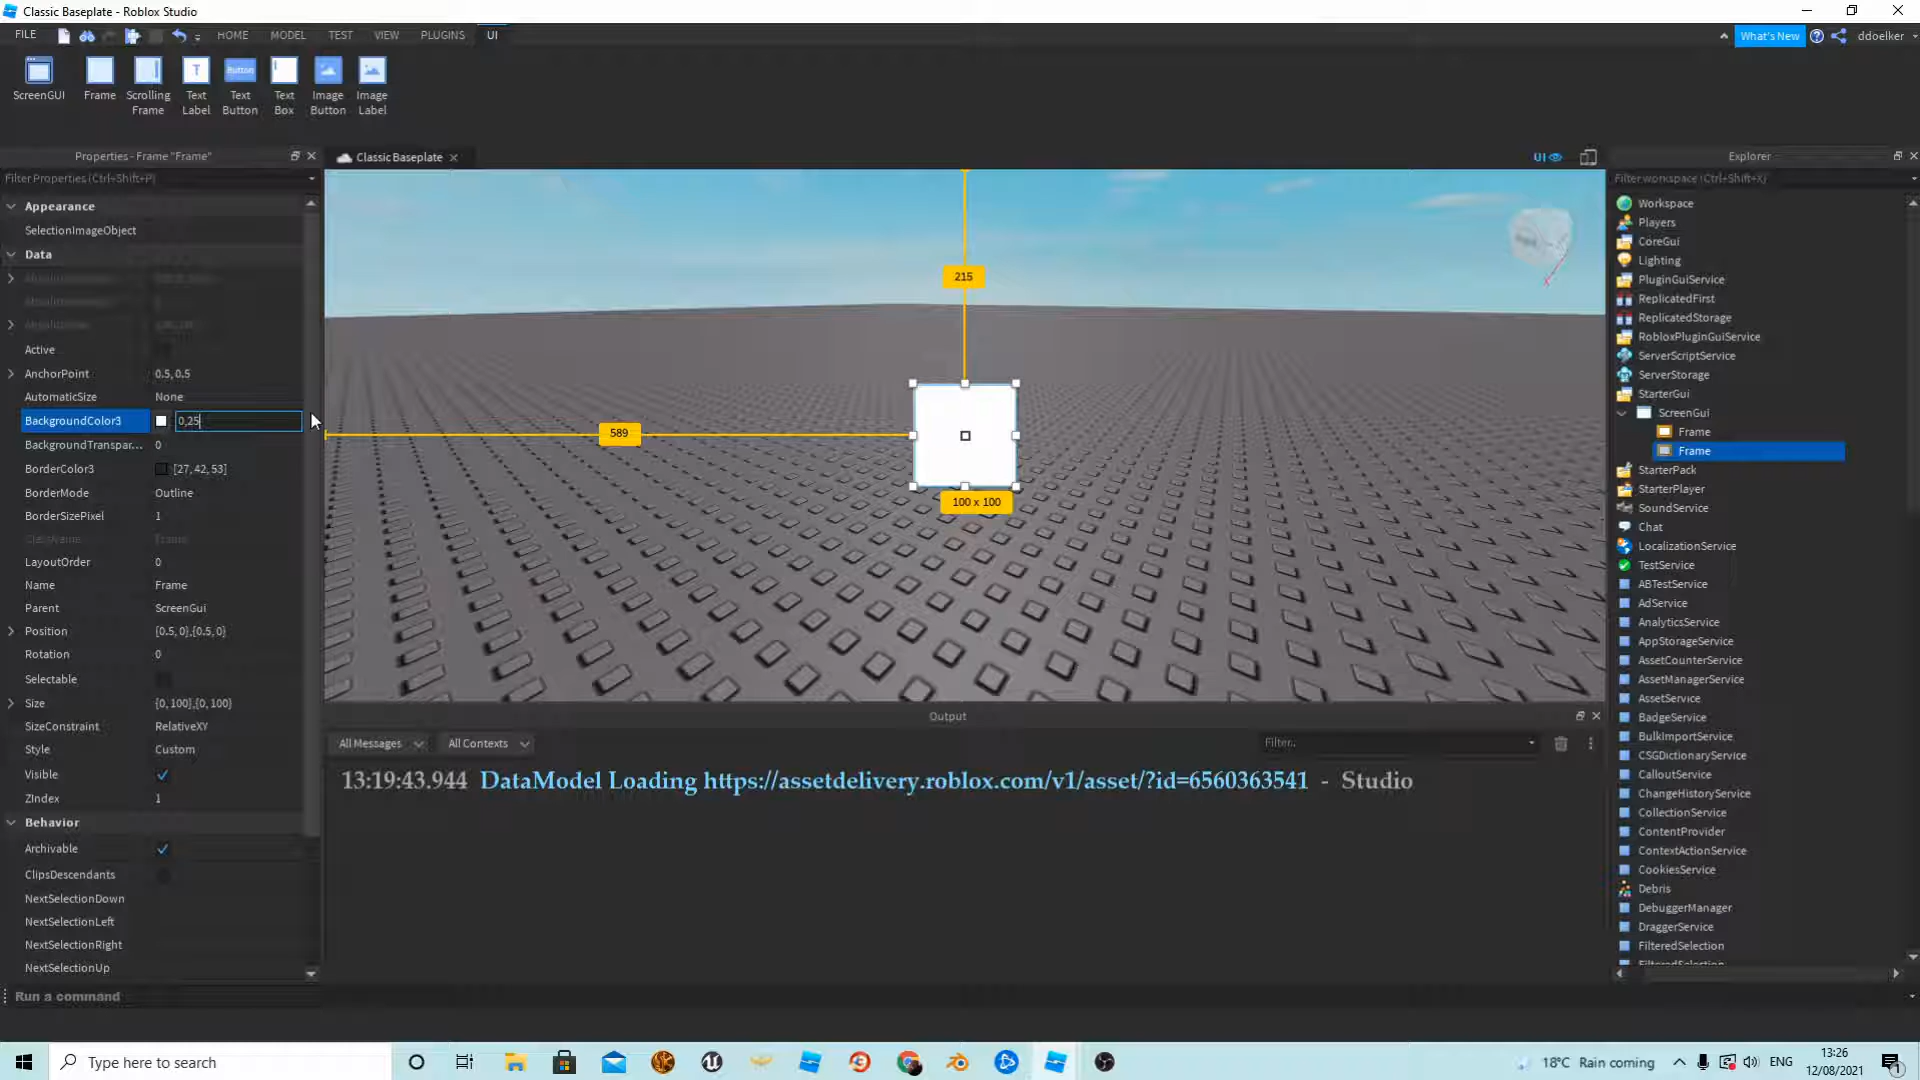 Classic Baseplate - Roblox Studio
FILE HOME MODEL TEST VIEW PLUGINS UI What's New ddoelker
ScreenGUI Frame Scrolling Frame Text Label Button Text Button Text Box Image Button Image Label
Properties - Frame "Frame"
Filter Properties (Ctrl+Shift+P)
Appearance
SelectionImageObject
Data
Active
AnchorPoint 0.5, 0.5
AutomaticSize None
BackgroundColor3 0,25
BackgroundTranspar... 0
BorderColor3 [27, 42, 53]
BorderMode Outline
BorderSizePixel 1
ClassName Frame
LayoutOrder 0
Name Frame
Parent ScreenGui
Position {0.5, 0},{0.5, 0}
Rotation 0
Selectable
Size {0, 100},{0, 100}
SizeConstraint RelativeXY
Style Custom
Visible
ZIndex 1
Behavior
Archivable
ClipsDescendants
NextSelectionDown
NextSelectionLeft
NextSelectionRight
NextSelectionUp
Classic Baseplate
UI
215
589
100 x 100
Output
All Messages All Contexts Filter...
13:19:43.944 DataModel Loading https://assetdelivery.roblox.com/v1/asset/?id=6560363541 - Studio
Explorer
Filter workspace (Ctrl+Shift+X)
Workspace
Players
CoreGui
Lighting
PluginGuiService
ReplicatedFirst
ReplicatedStorage
RobloxPluginGuiService
ServerScriptService
ServerStorage
StarterGui
ScreenGui
Frame
Frame
StarterPack
StarterPlayer
SoundService
Chat
LocalizationService
TestService
ABTestService
AdService
AnalyticsService
AppStorageService
AssetCounterService
AssetManagerService
AssetService
BadgeService
BulkImportService
CSGDictionaryService
CalloutService
ChangeHistoryService
CollectionService
ContentProvider
ContextActionService
CookiesService
Debris
DebuggerManager
DraggerService
FilteredSelection
Run a command
Type here to search
18°C Rain coming ENG 13:26
12/08/2021